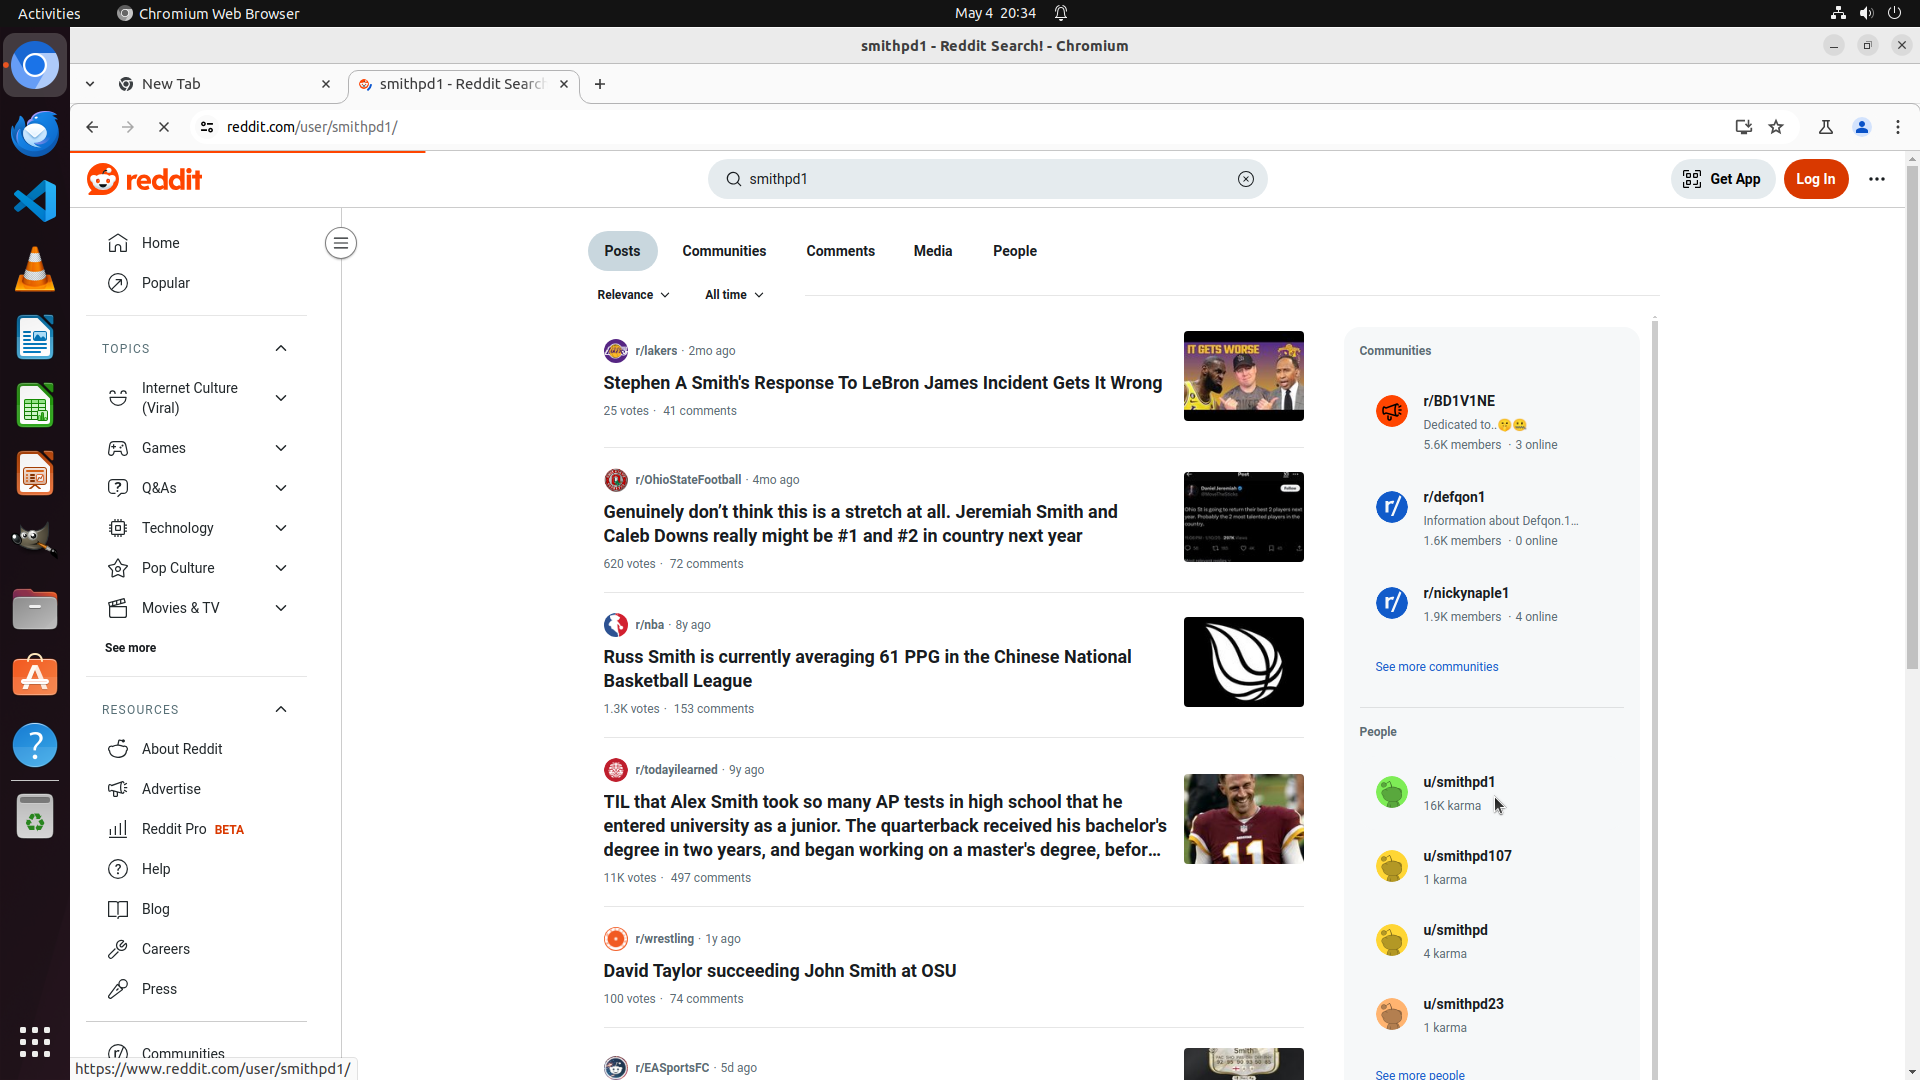 Activities
Chromium Web Browser
May 4 20:34
smithpd1 - Reddit Search! - Chromium
New Tab
smithpd1 - Reddit Search
reddit.com/user/smithpd1/
reddit
smithpd1
Get App
Log In
Home
Popular
TOPICS
Internet Culture
(Viral)
Games
Q&As
Technology
Pop Culture
Movies & TV
See more
RESOURCES
About Reddit
Advertise
Reddit Pro BETA
Help
Blog
Careers
Press
Communities
https://www.reddit.com/user/smithpd1/
Posts
Communities
Comments
Media
People
Relevance
All time
r/lakers · 2mo ago
Stephen A Smith's Response To LeBron James Incident Gets It Wrong
25 votes · 41 comments
IT GETS WORSE
r/OhioStateFootball · 4mo ago
Genuinely don’t think this is a stretch at all. Jeremiah Smith and
Caleb Downs really might be #1 and #2 in country next year
620 votes · 72 comments
r/nba · 8y ago
Russ Smith is currently averaging 61 PPG in the Chinese National
Basketball League
1.3K votes · 153 comments
r/todayilearned · 9y ago
TIL that Alex Smith took so many AP tests in high school that he
entered university as a junior. The quarterback received his bachelor's
degree in two years, and began working on a master's degree, befor...
11K votes · 497 comments
11
r/wrestling · 1y ago
David Taylor succeeding John Smith at OSU
100 votes · 74 comments
r/EASportsFC · 5d ago
Smith
Communities
r/BD1V1NE
Dedicated to..🤫🤐
5.6K members · 3 online
r/defqon1
Information about Defqon.1...
1.6K members · 0 online
r/nickynaple1
1.9K members · 4 online
See more communities
People
u/smithpd1
16K karma
u/smithpd107
1 karma
u/smithpd
4 karma
u/smithpd23
1 karma
See more people